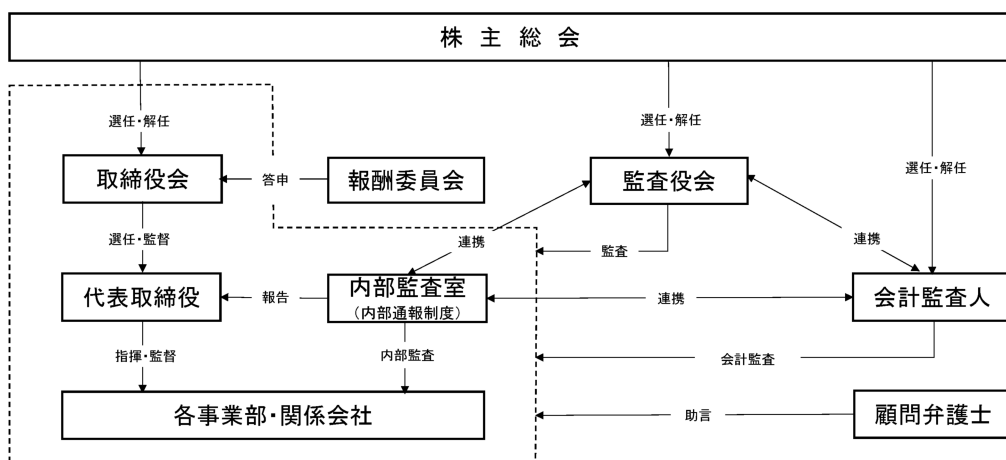 株主総会
選任・解任
選任・解任
選任・解任
取締役会
答申
報酬委員会
監査役会
選任・監督
連携
監査
連携
代表取締役
報告
内部監査室
(内部通報制度)
連携
会計監査人
指揮・監督
内部監査
会計監査
各事業部・関係会社
助言
顧問弁護士